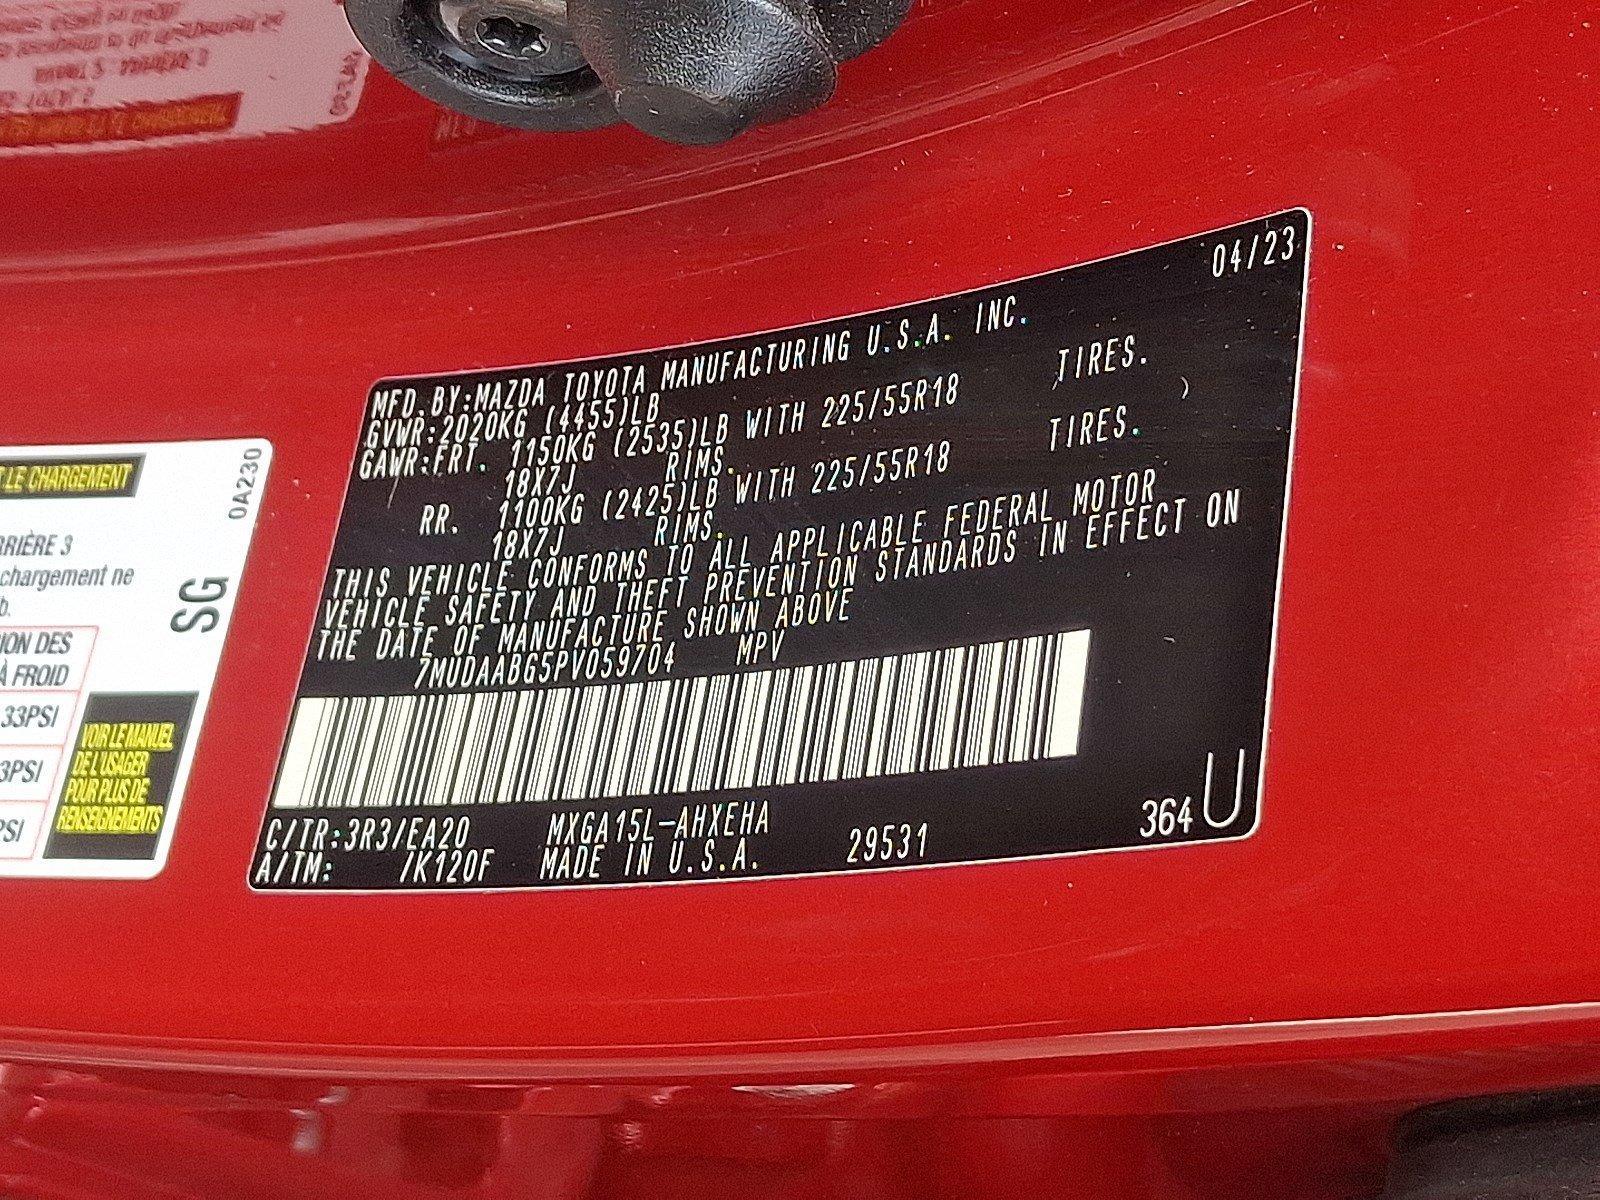 04/23
MFD. BY:MAZDA TOYOTA MANUFACTURING U.S.A. INC.
GVWR:2020KG (4455)LB
GAWR:FRT. 1150KG (2535)LB WITH 225/55R18 TIRES.
18X7J RIMS.
RR. 1100KG (2425)LB WITH 225/55R18 TIRES.
18X7J RIMS.
THIS VEHICLE CONFORMS TO ALL APPLICABLE FEDERAL MOTOR
VEHICLE SAFETY AND THEFT PREVENTION STANDARDS IN EFFECT ON
THE DATE OF MANUFACTURE SHOWN ABOVE
7MUDAABG5PV059704 MPV
C/TR:3R3/EA20 MXGA15L-AHXEHA
A/TM: /K120F MADE IN U.S.A. 29531
364 U
LE CHARGEMENT
0A230
3
chargement ne
SG
DES
À FROID
33PSI
PSI
VOIR LE MANUEL
DE L'USAGER
POUR PLUS DE
RENSEIGNEMENTS